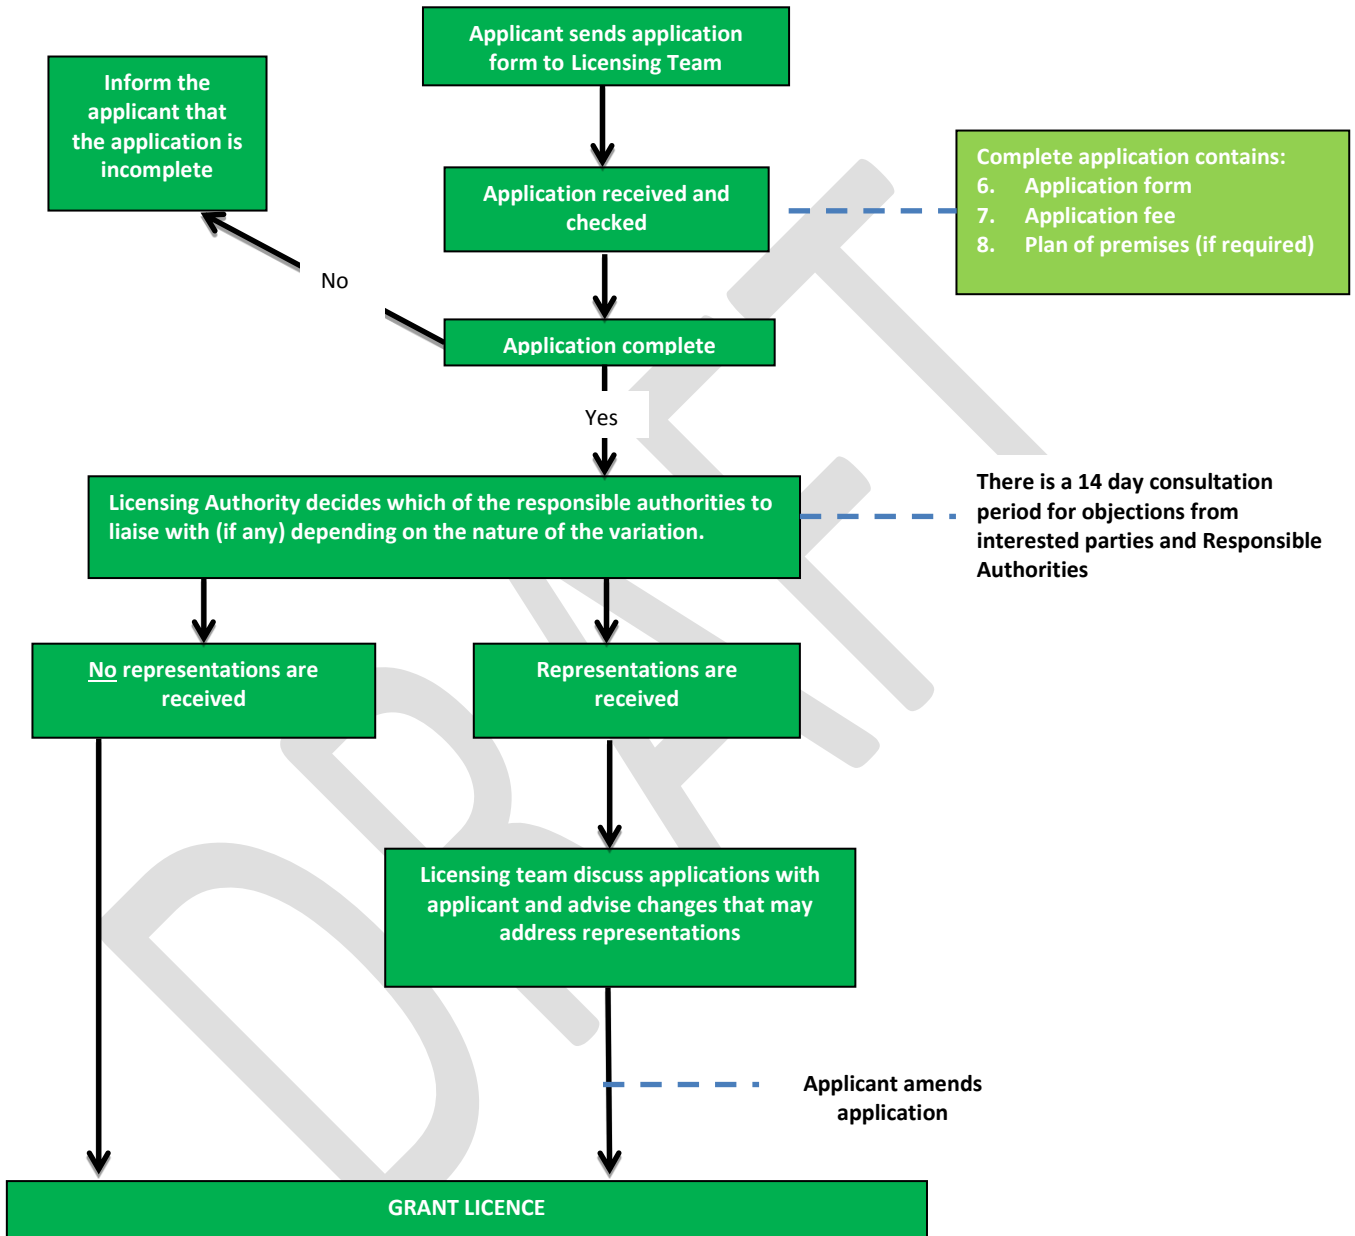 Applicant sends application
form to Licensing Team
Inform the
applicant that
the application is
incomplete
Complete application contains:
6. Application form
7. Application fee
8. Plan of premises (if required)
Application received and
checked
No
Application complete
Yes
Licensing Authority decides which of the responsible authorities to
liaise with (if any) depending on the nature of the variation.
There is a 14 day consultation
period for objections from
interested parties and Responsible
Authorities
No representations are
received
Representations are
received
Licensing team discuss applications with
applicant and advise changes that may
address representations
Applicant amends
application
GRANT LICENCE
DRAFT